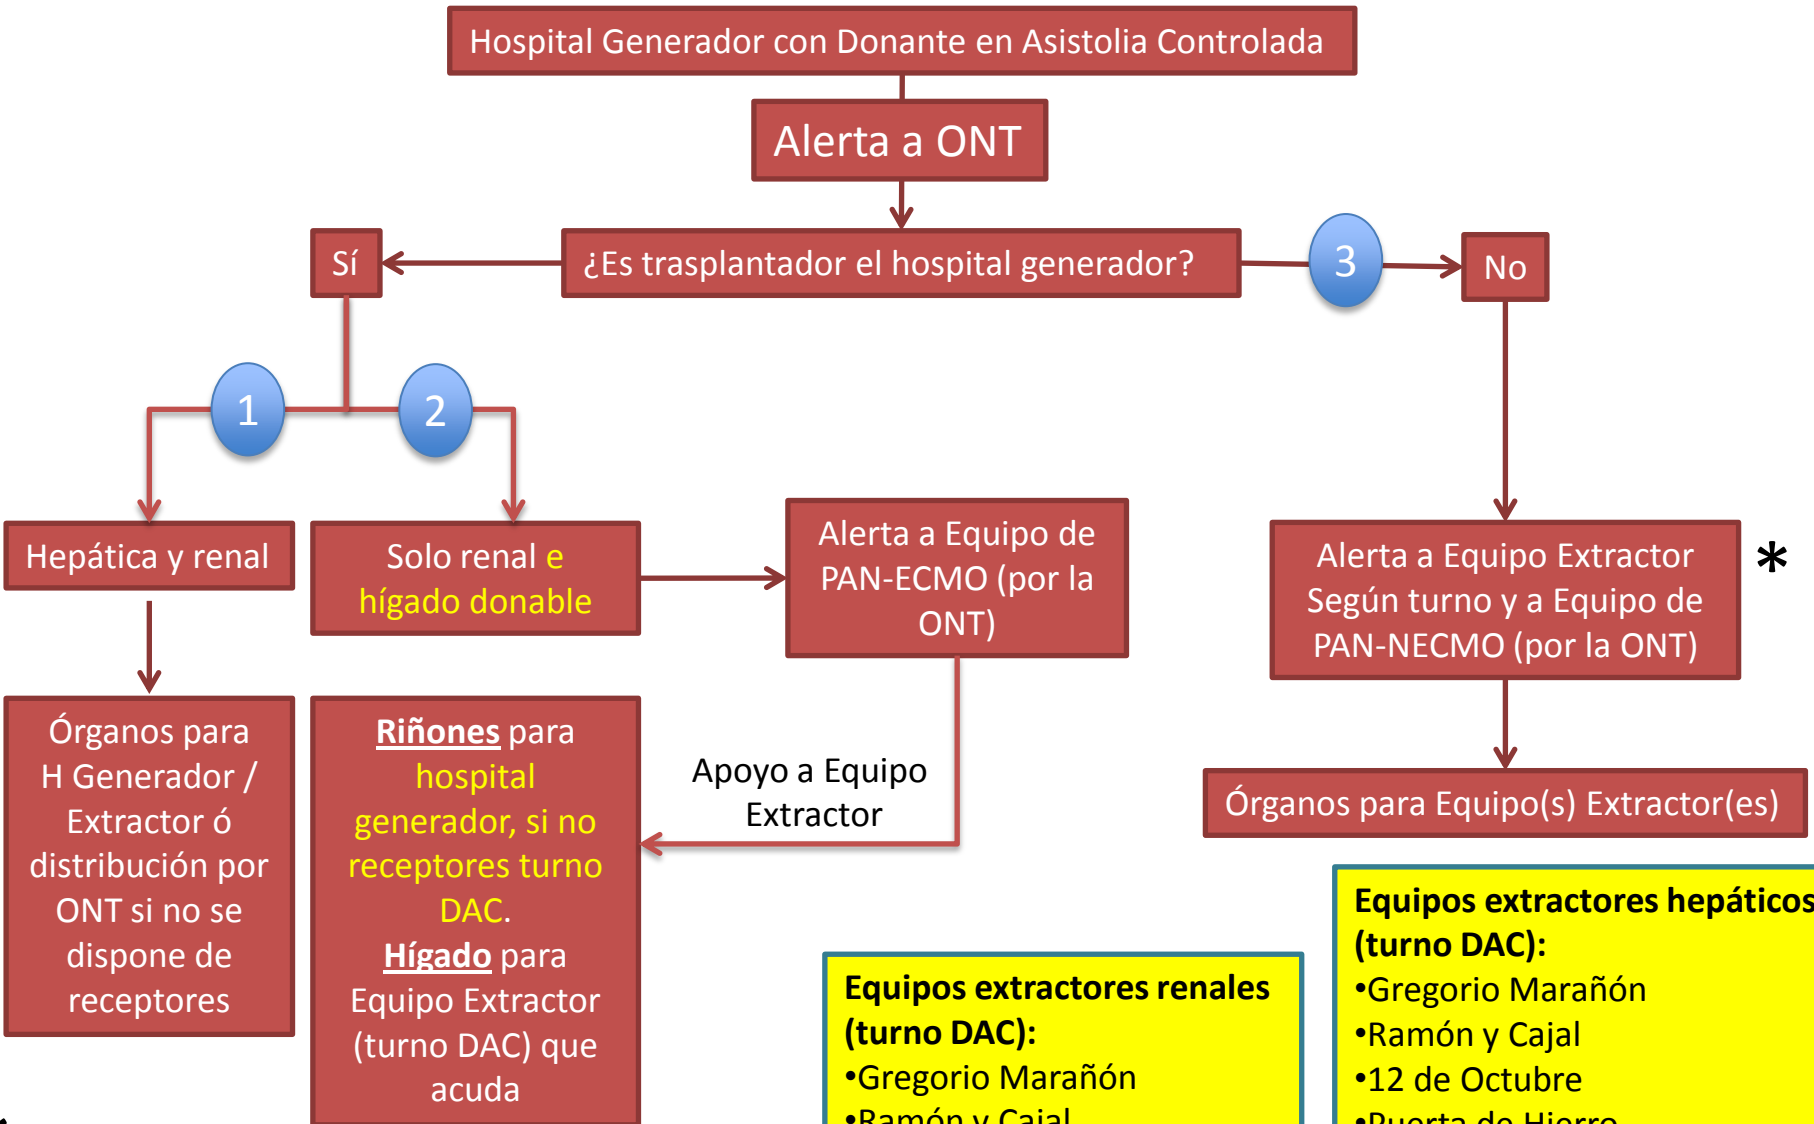 Hospital Generador con Donante en Asistolia Controlada
Alerta a ONT
Sí
¿Es trasplantador el hospital generador?
3
No
1
2
Hepática y renal
Solo renal e
hígado donable
Alerta a Equipo de
PAN-ECMO (por la
ONT)
Alerta a Equipo Extractor
Según turno y a Equipo de
PAN-NECMO (por la ONT)
*
Órganos para
H Generador /
Extractor ó
distribución por
ONT si no se
dispone de
receptores
Riñones para
hospital
generador, si no
receptores turno
DAC.
Hígado para
Equipo Extractor
(turno DAC) que
acuda
Apoyo a Equipo
Extractor
Órganos para Equipo(s) Extractor(es)
Equipos extractores renales
(turno DAC):
•Gregorio Marañón
•Ramón y Cajal
Equipos extractores hepáticos
(turno DAC):
•Gregorio Marañón
•Ramón y Cajal
•12 de Octubre
•Puerta de Hierro